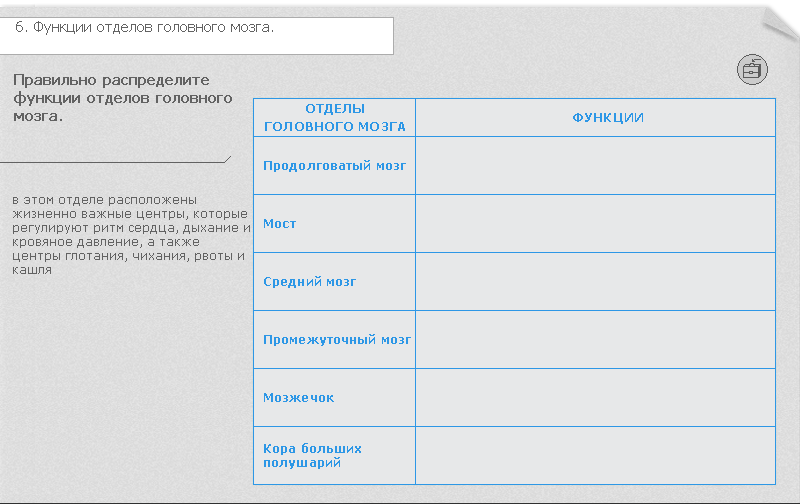 6. Функции отделов головного мозга.
Правильно распределите
функции отделов головного
мозга.
в этом отделе расположены
жизненно важные центры, которые
регулируют ритм сердца, дыхание и
кровяное давление, а также
центры глотания, чихания, рвоты и
кашля
ОТДЕЛЫ
ГОЛОВНОГО МОЗГА
ФУНКЦИИ
Продолговатый мозг
Мост
Средний мозг
Промежуточный мозг
Мозжечок
Кора больших
полушарий